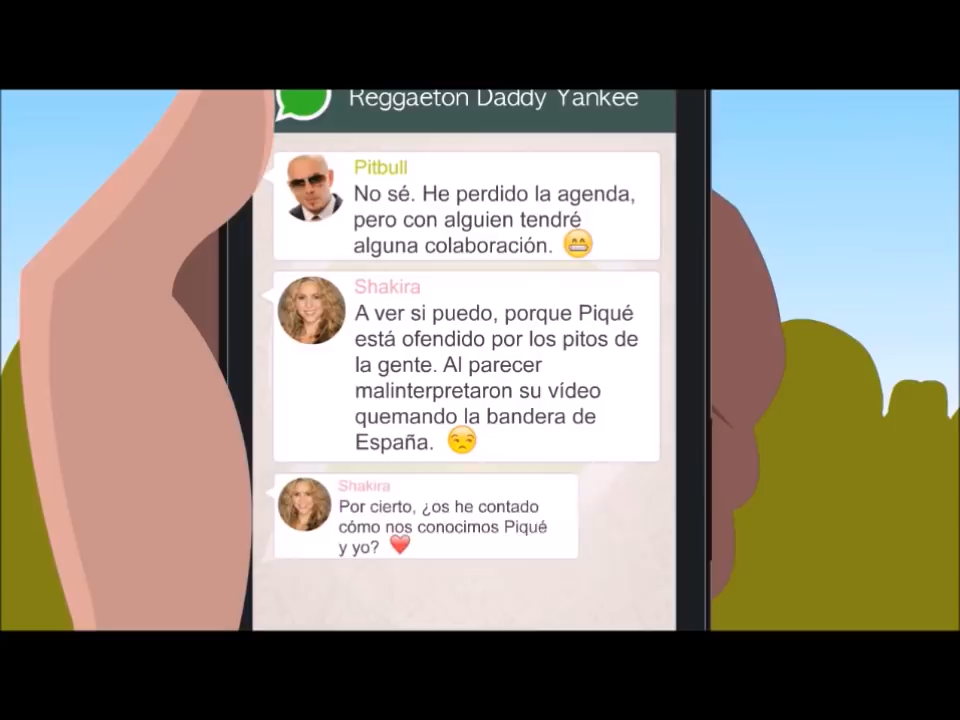 Reggaeton Daddy Yankee
Pitbull
No sé. He perdido la agenda,
pero con alguien tendré
alguna colaboración. 😁
Shakira
A ver si puedo, porque Piqué
está ofendido por los pitos de
la gente. Al parecer
malinterpretaron su vídeo
quemando la bandera de
España. 😒
Shakira
Por cierto, ¿os he contado
cómo nos conocimos Piqué
y yo? ❤️